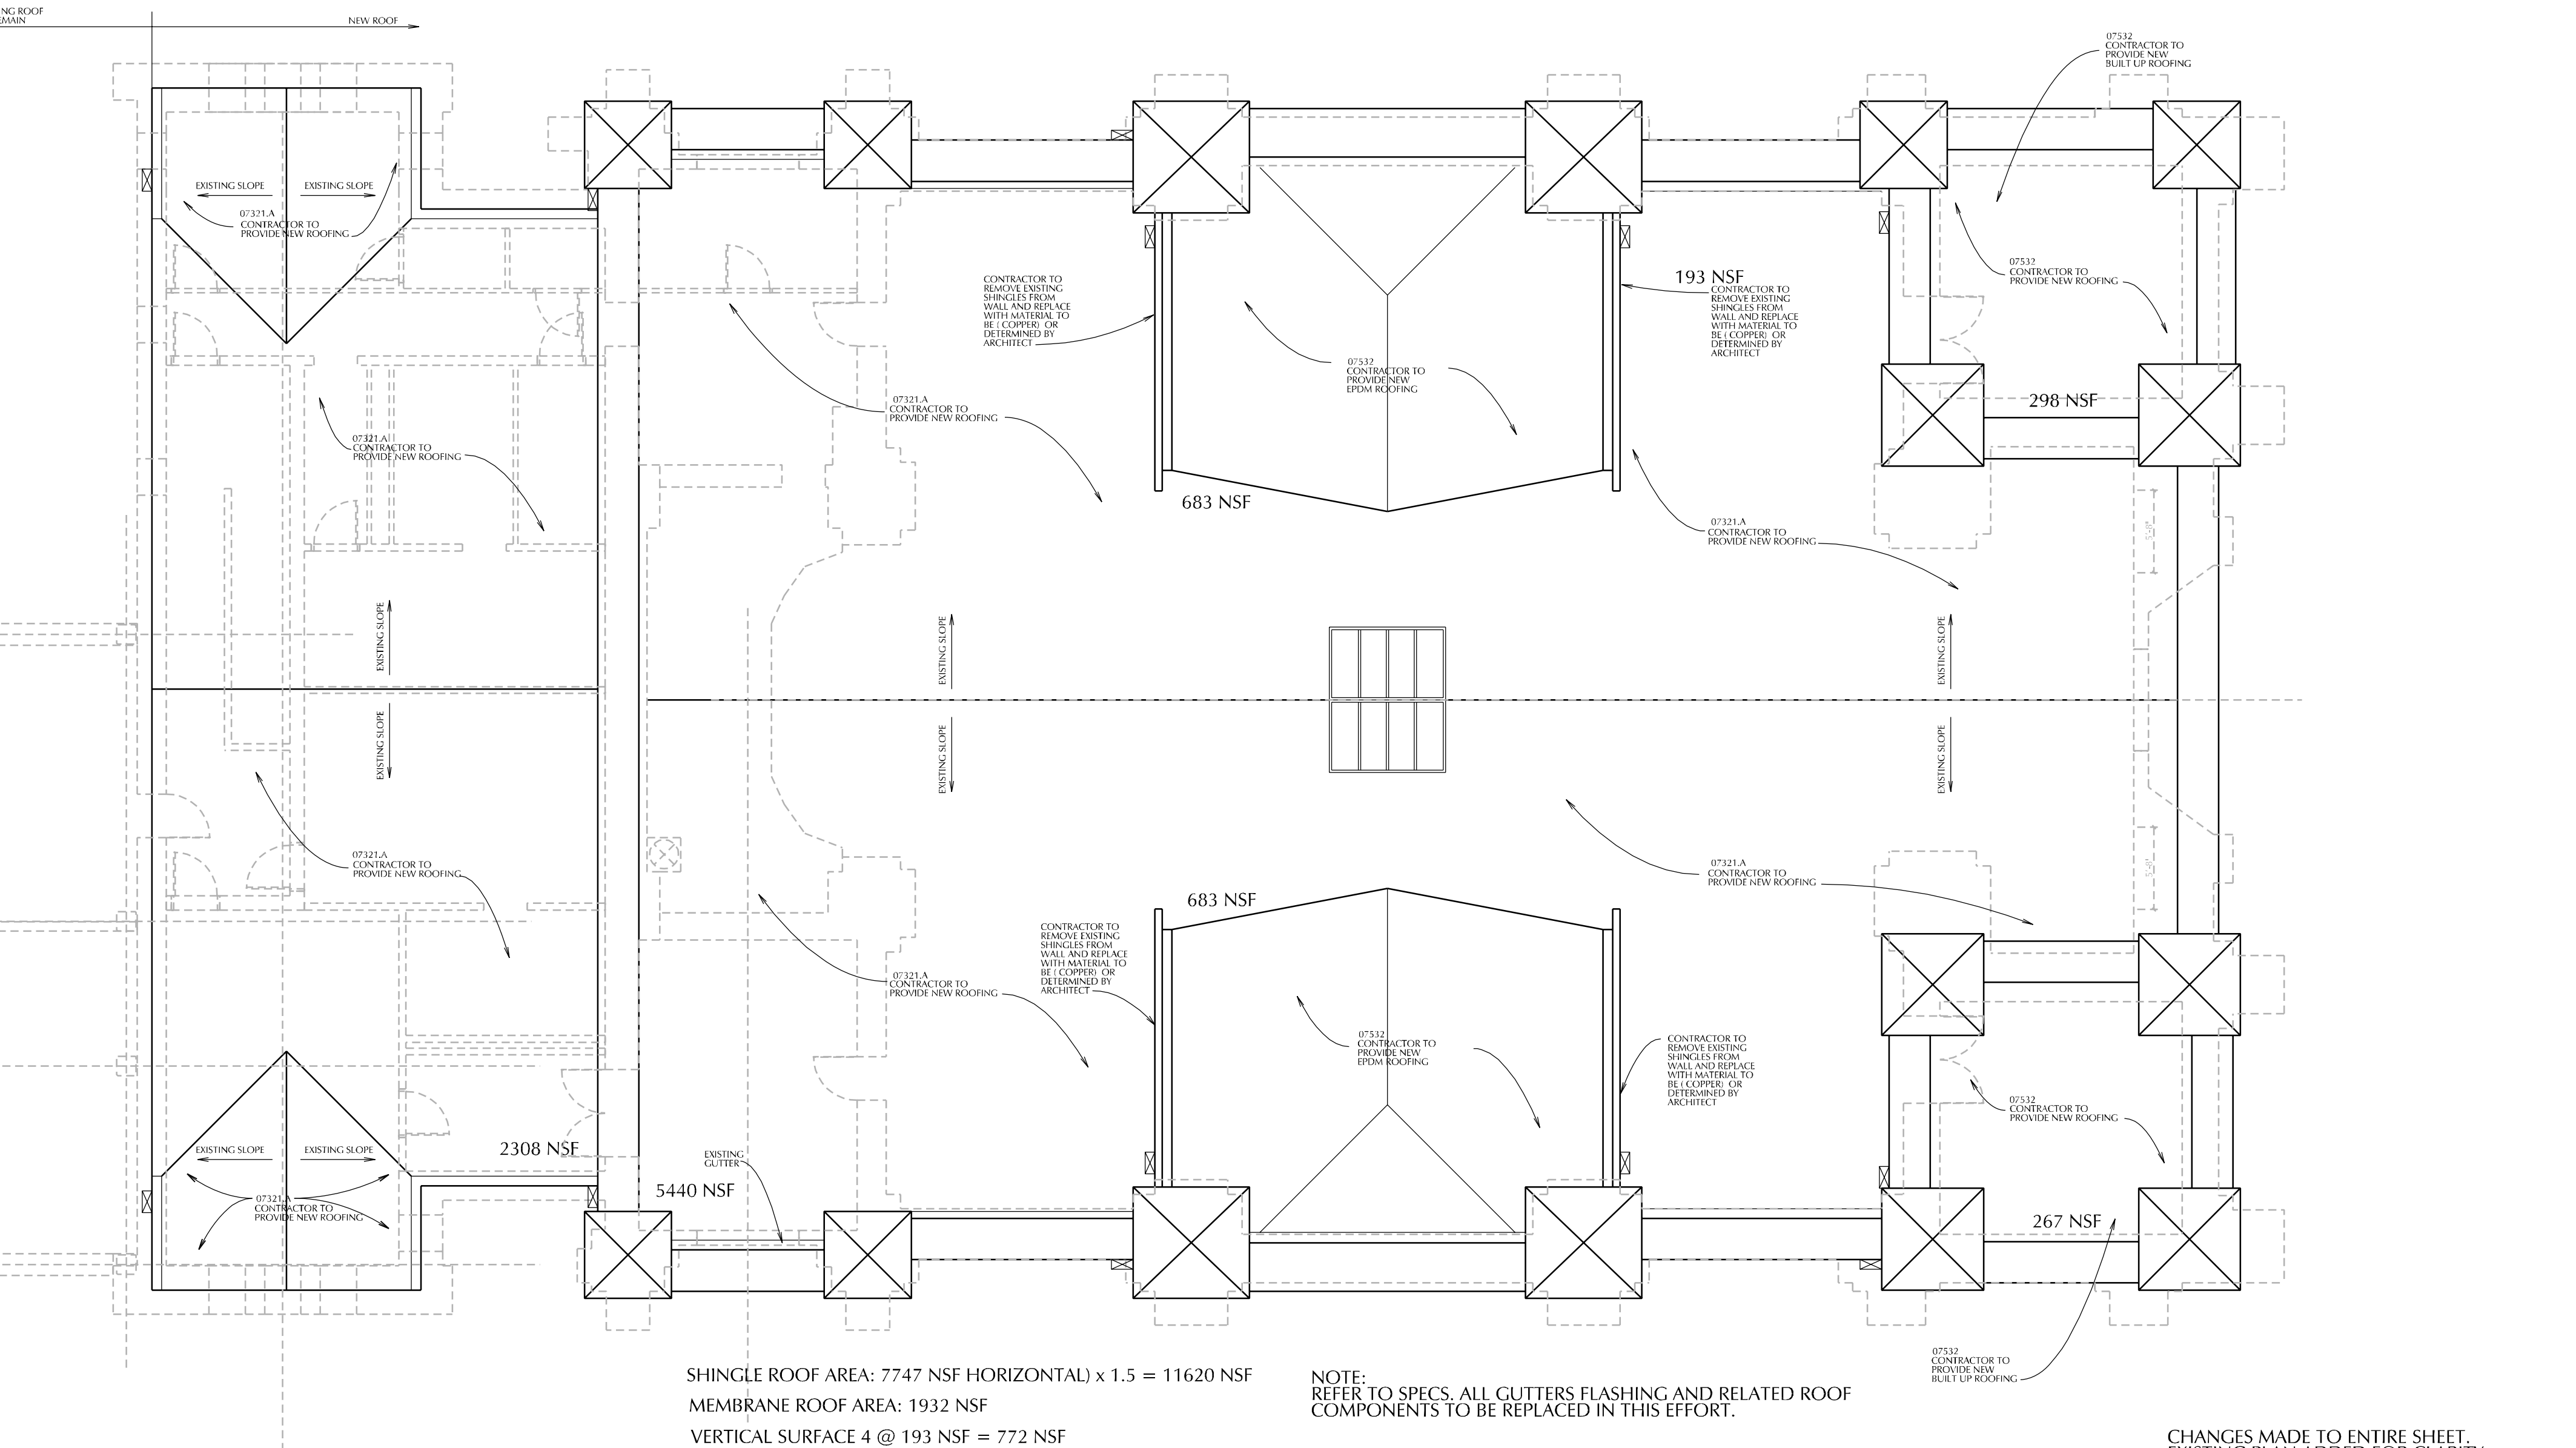 NG ROOF
EMAIN
NEW ROOF
07532
CONTRACTOR TO
PROVIDE NEW
BUILT UP ROOFING
EXISTING SLOPE
EXISTING SLOPE
07321.A
CONTRACTOR TO
PROVIDE NEW ROOFING
CONTRACTOR TO
REMOVE EXISTING
SHINGLES FROM
WALL AND REPLACE
WITH MATERIAL TO
BE ( COPPER) OR
DETERMINED BY
ARCHITECT
193 NSF
CONTRACTOR TO
REMOVE EXISTING
SHINGLES FROM
WALL AND REPLACE
WITH MATERIAL TO
BE ( COPPER) OR
DETERMINED BY
ARCHITECT
07532
CONTRACTOR TO
PROVIDE NEW ROOFING
07532
CONTRACTOR TO
PROVIDE NEW
EPDM ROOFING
07321.A
CONTRACTOR TO
PROVIDE NEW ROOFING
298 NSF
07321.A
CONTRACTOR TO
PROVIDE NEW ROOFING
683 NSF
07321.A
CONTRACTOR TO
PROVIDE NEW ROOFING
5'-8"
EXISTING SLOPE
EXISTING SLOPE
EXISTING SLOPE
EXISTING SLOPE
EXISTING SLOPE
EXISTING SLOPE
07321.A
CONTRACTOR TO
PROVIDE NEW ROOFING
07321.A
CONTRACTOR TO
PROVIDE NEW ROOFING
5'-8"
683 NSF
CONTRACTOR TO
REMOVE EXISTING
SHINGLES FROM
WALL AND REPLACE
WITH MATERIAL TO
BE ( COPPER) OR
DETERMINED BY
ARCHITECT
07321.A
CONTRACTOR TO
PROVIDE NEW ROOFING
07532
CONTRACTOR TO
PROVIDE NEW
EPDM ROOFING
CONTRACTOR TO
REMOVE EXISTING
SHINGLES FROM
WALL AND REPLACE
WITH MATERIAL TO
BE ( COPPER) OR
DETERMINED BY
ARCHITECT
07532
CONTRACTOR TO
PROVIDE NEW ROOFING
EXISTING SLOPE
EXISTING SLOPE
2308 NSF
EXISTING
GUTTER
5440 NSF
07321.A
CONTRACTOR TO
PROVIDE NEW ROOFING
267 NSF
07532
CONTRACTOR TO
PROVIDE NEW
BUILT UP ROOFING
SHINGLE ROOF AREA: 7747 NSF HORIZONTAL) x 1.5 = 11620 NSF
MEMBRANE ROOF AREA: 1932 NSF
VERTICAL SURFACE 4 @ 193 NSF = 772 NSF
NOTE:
REFER TO SPECS. ALL GUTTERS FLASHING AND RELATED ROOF
COMPONENTS TO BE REPLACED IN THIS EFFORT.
CHANGES MADE TO ENTIRE SHEET.
EXISTING PLAN ADDED FOR CLARITY